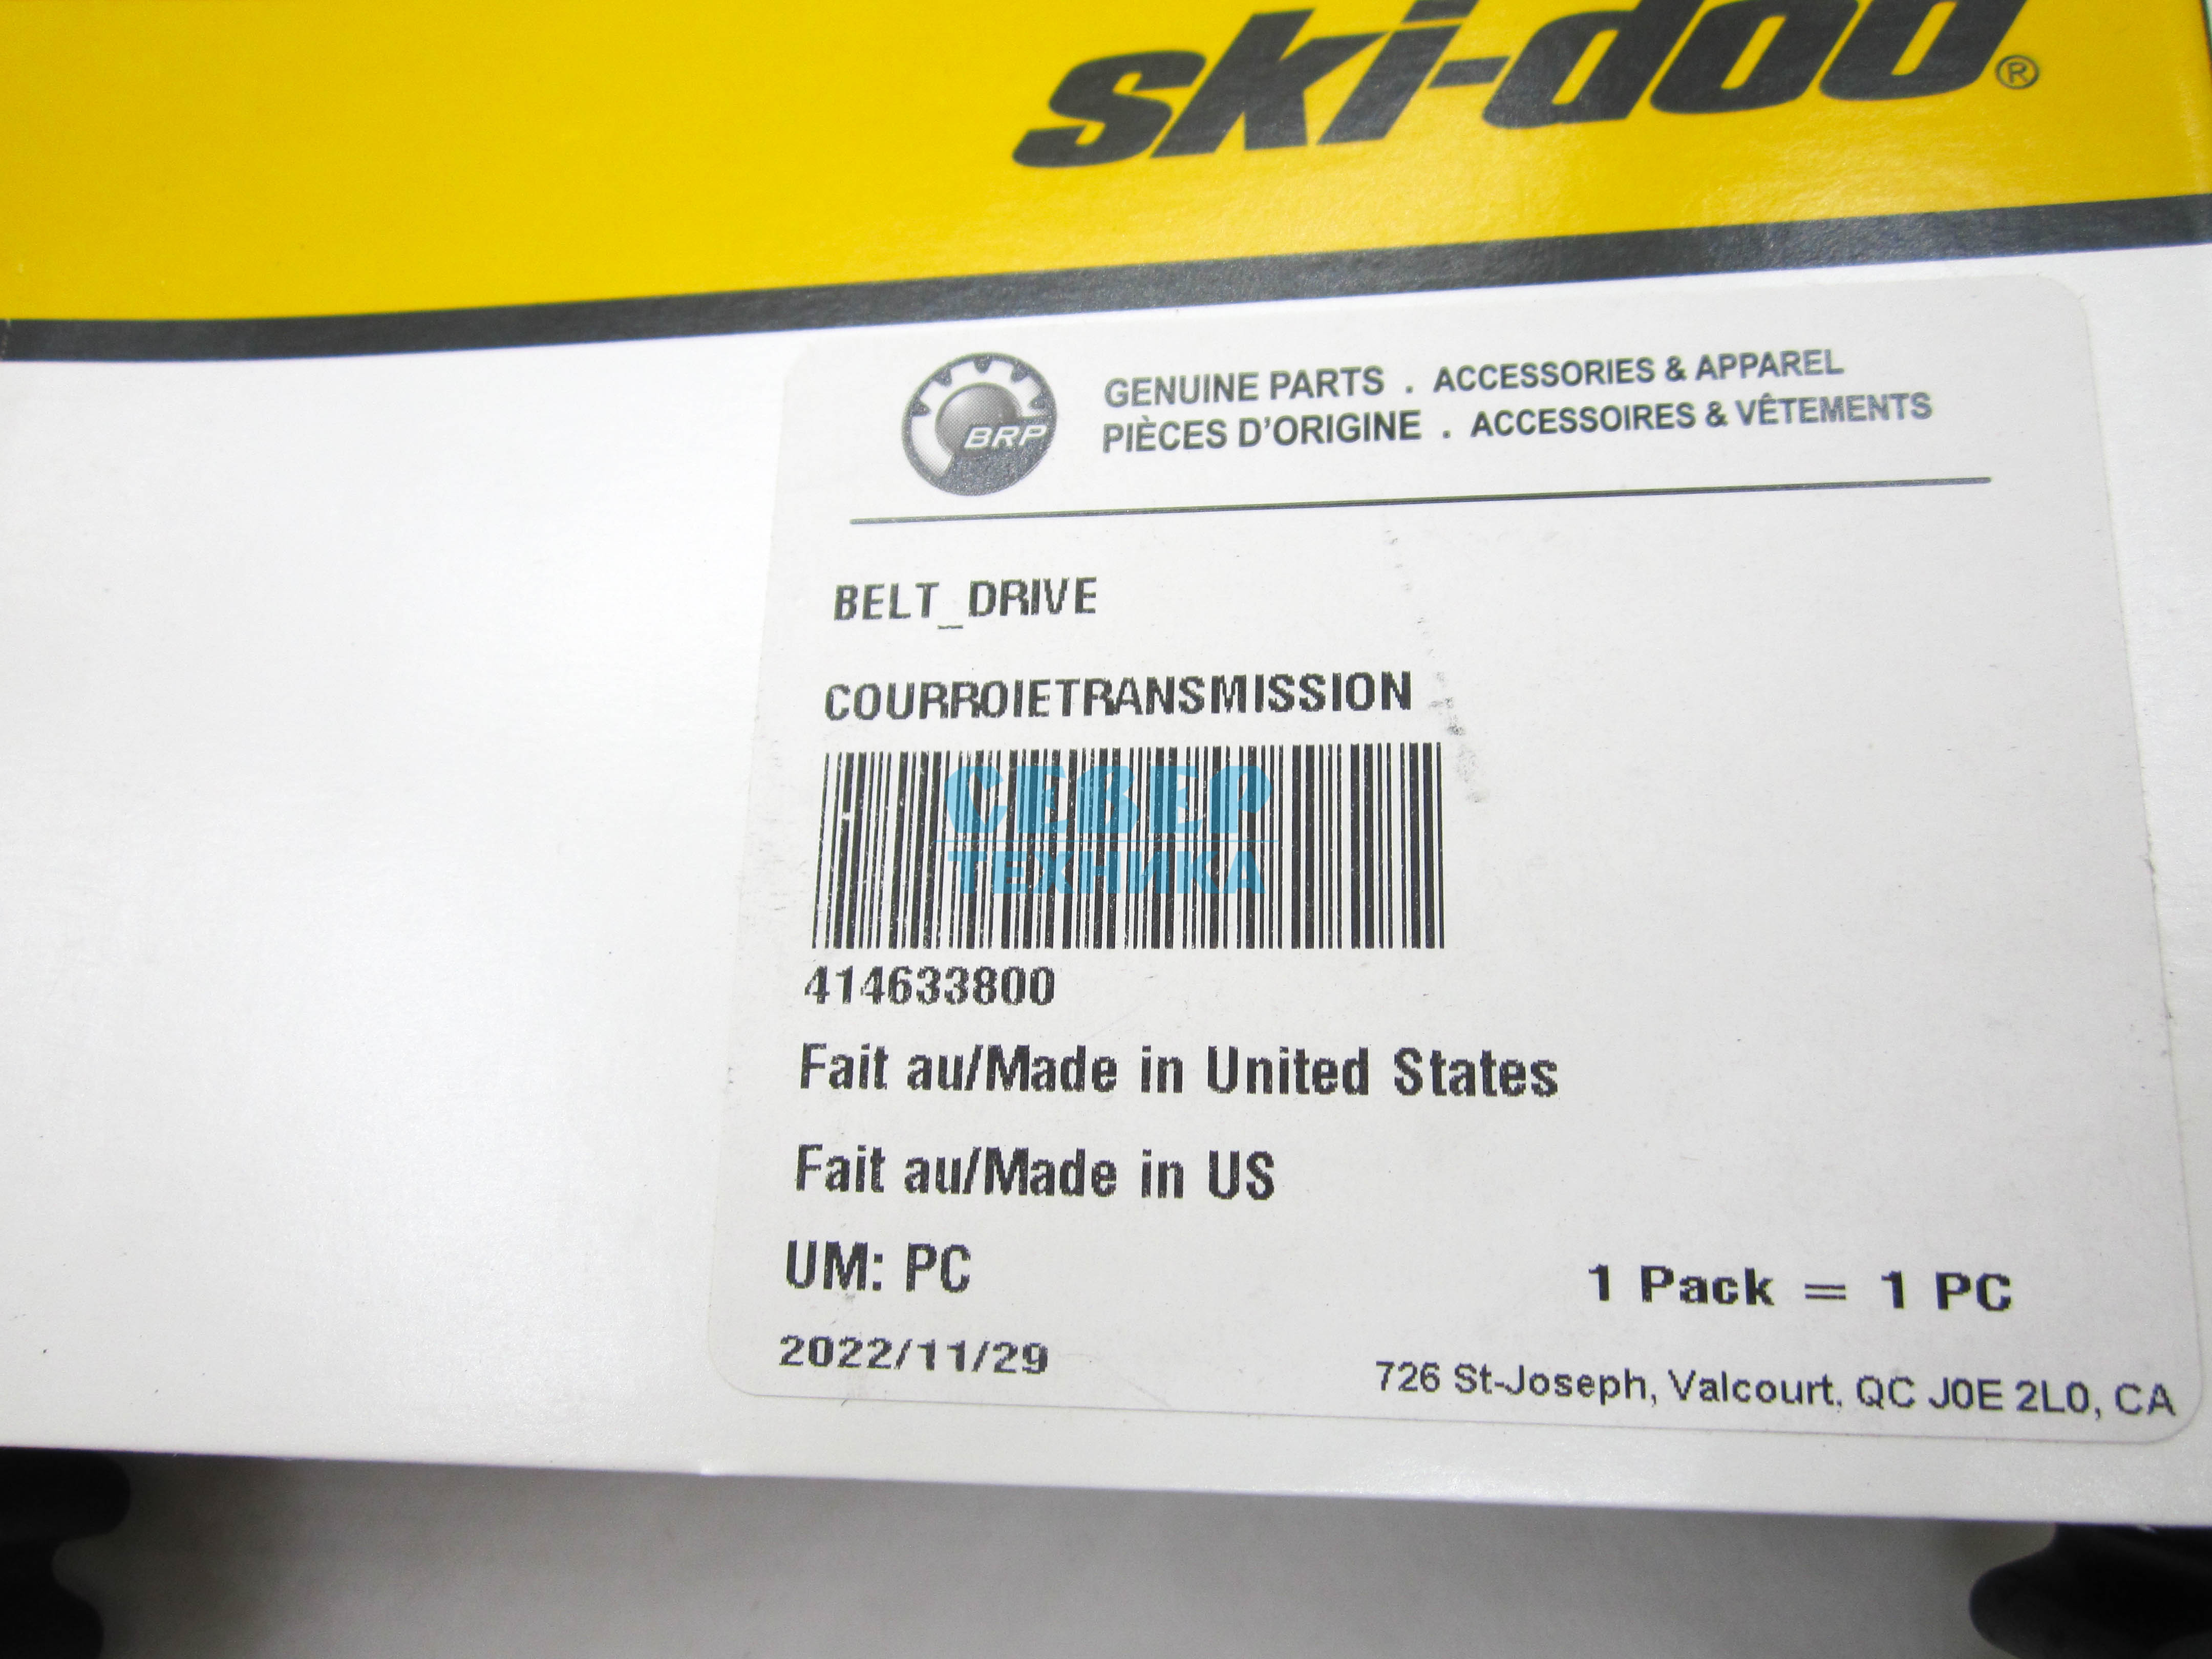 ski-doo®
BRP
GENUINE PARTS . ACCESSORIES & APPAREL
PIÈCES D'ORIGINE . ACCESSOIRES & VÊTEMENTS
BELT_DRIVE
COURROIETRANSMISSION
СЕВЕР
ТЕХНИКА
414633800
Fait au/Made in United States
Fait au/Made in US
UM: PC
1 Pack = 1 PC
2022/11/29
726 St-Joseph, Valcourt, QC J0E 2L0, CA